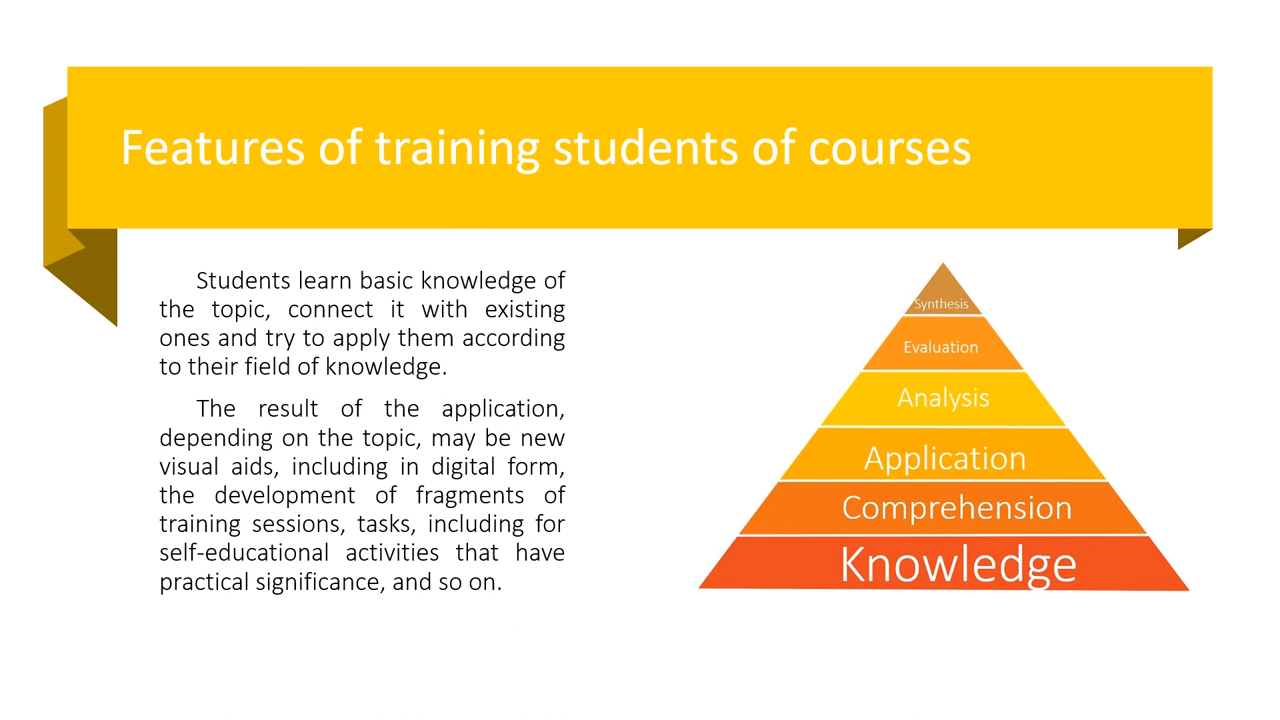 Features of training students of courses
Students learn basic knowledge of
the topic, connect it with existing
ones and try to apply them according
to their field of knowledge.
The result of the application,
depending on the topic, may be new
visual aids, including in digital form,
the development of fragments of
training sessions, tasks, including for
self-educational activities that have
practical significance, and so on.
Synthesis
Evaluation
Analysis
Application
Comprehension
Knowledge